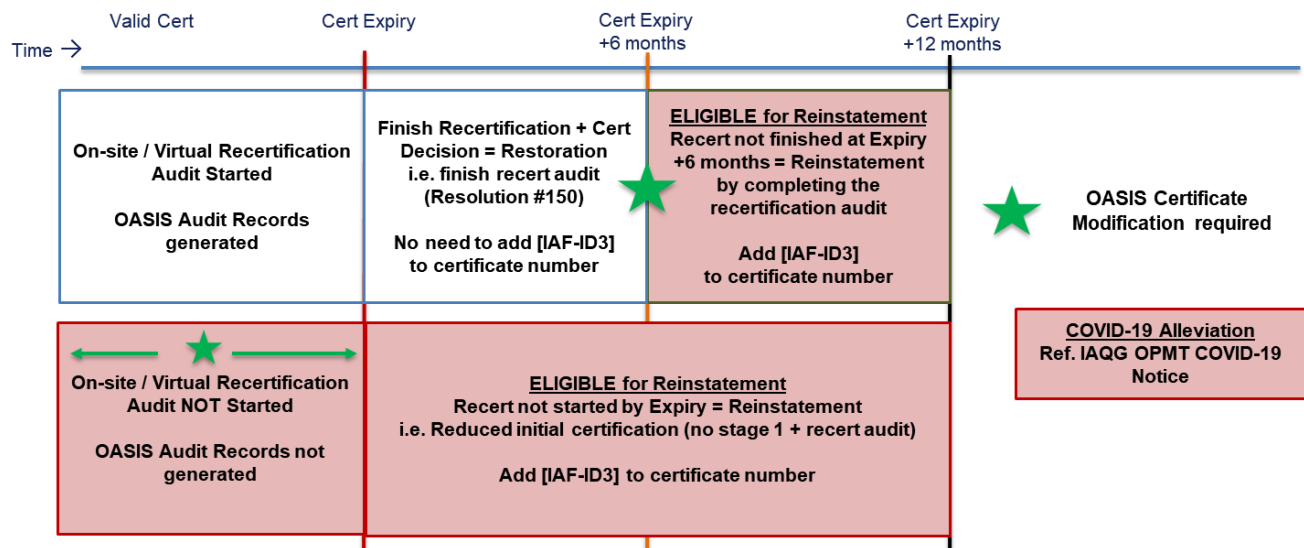 Valid Cert
Cert Expiry
Cert Expiry
+6 months
Cert Expiry
+12 months
Time →
On-site / Virtual Recertification
Audit Started
OASIS Audit Records
generated
Finish Recertification + Cert
Decision = Restoration
i.e. finish recert audit
(Resolution #150)
No need to add [IAF-ID3]
to certificate number
ELIGIBLE for Reinstatement
Recert not finished at Expiry
+6 months = Reinstatement
by completing the
recertification audit
Add [IAF-ID3]
to certificate number
OASIS Certificate
Modification required
On-site / Virtual Recertification
Audit NOT Started
OASIS Audit Records not
generated
ELIGIBLE for Reinstatement
Recert not started by Expiry = Reinstatement
i.e. Reduced initial certification (no stage 1 + recert audit)
Add [IAF-ID3] to certificate number
COVID-19 Alleviation
Ref. IAQG OPMT COVID-19
Notice